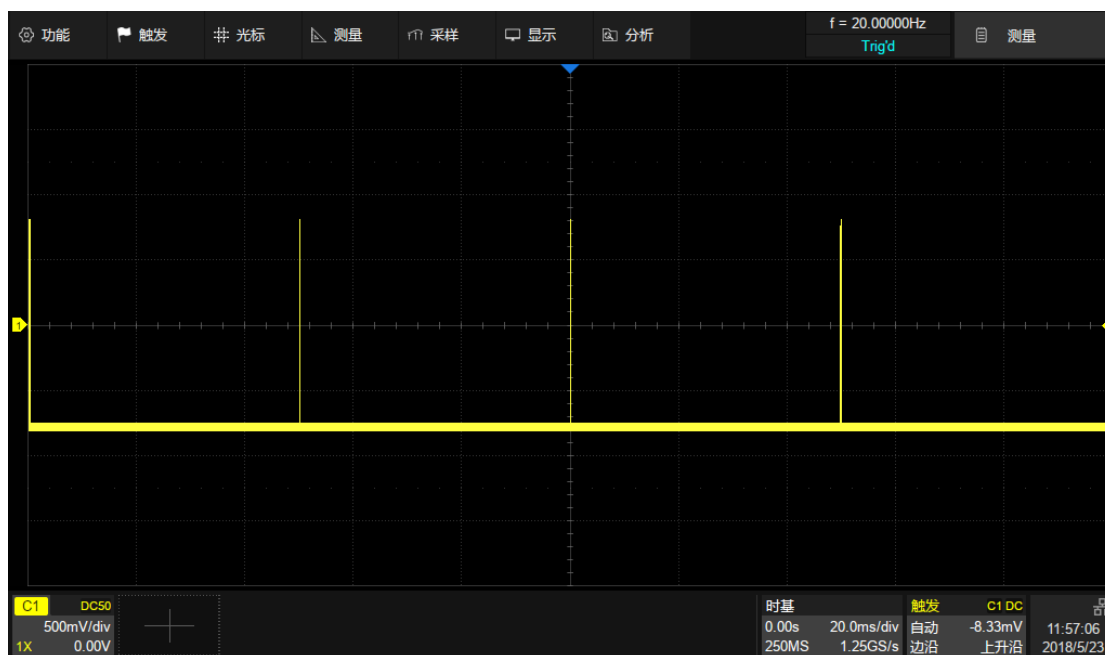 功能 触发 光标 测量 采样 显示 分析 f = 20.00000Hz 测量
Trig'd
1
C1 DC50 时基 触发 C1 DC
500mV/div 0.00s 20.0ms/div 自动 -8.33mV 11:57:06
1X 0.00V 250MS 1.25GS/s 边沿 上升沿 2018/5/23